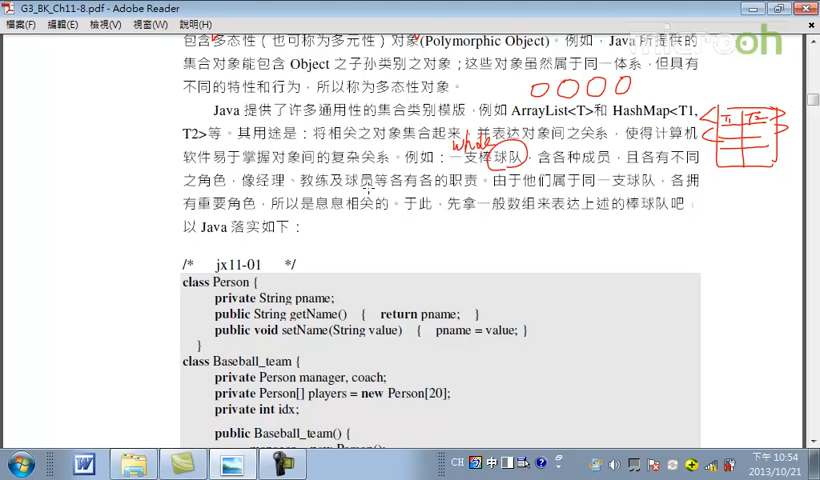 G3_BK_Ch11-8.pdf - Adobe Reader
檔案(F) 編輯(E) 檢視(V) 視窗(W) 說明(H)
microoh
包含多态性（也可称为多元性）对象(Polymorphic Object)。例如，Java 所提供的
集合对象能包含 Object 之子孙类别之对象；这些对象虽然属于同一体系，但具有
不同的特性和行为，所以称为多态性对象。
T1 T2
Java 提供了许多通用性的集合类别模版，例如 ArrayList<T>和 HashMap<T1,
T2>等。其用途是：将相关之对象集合起来，并表达对象间之关系，使得计算机
whole
软件易于掌握对象间的复杂关系。例如：一支棒球队，含各种成员，且各有不同
之角色，像经理、教练及球员等各有各的职责。由于他们属于同一支球队，各拥
有重要角色，所以是息息相关的。于此，先拿一般数组来表达上述的棒球队吧，
以 Java 落实如下：
/* jx11-01 */
class Person {
private String pname;
public String getName() { return pname; }
public void setName(String value) { pname = value; }
}
class Baseball_team {
private Person manager, coach;
private Person[] players = new Person[20];
private int idx;
public Baseball_team() {
CH 中
下午 10:54
2013/10/21